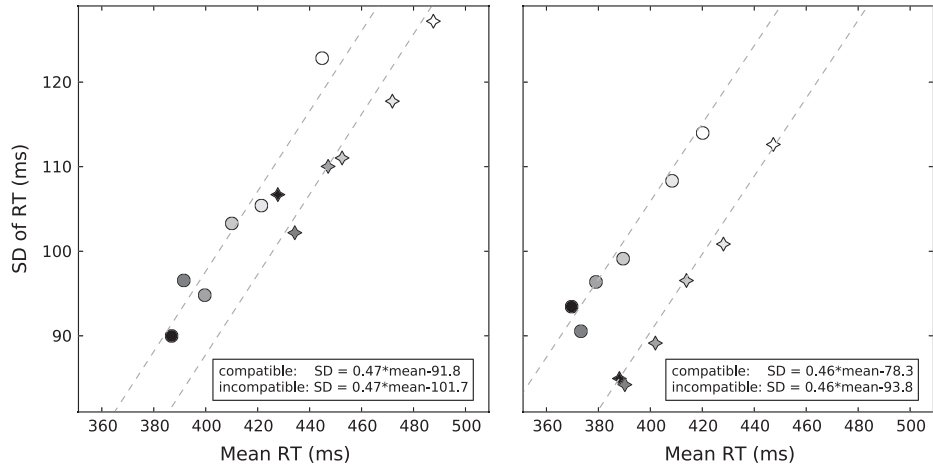 SD of RT (ms)
120
110
100
90
compatible: SD = 0.47*mean-91.8
incompatible: SD = 0.47*mean-101.7
360 380 400 420 440 460 480 500
Mean RT (ms)
compatible: SD = 0.46*mean-78.3
incompatible: SD = 0.46*mean-93.8
360 380 400 420 440 460 480 500
Mean RT (ms)